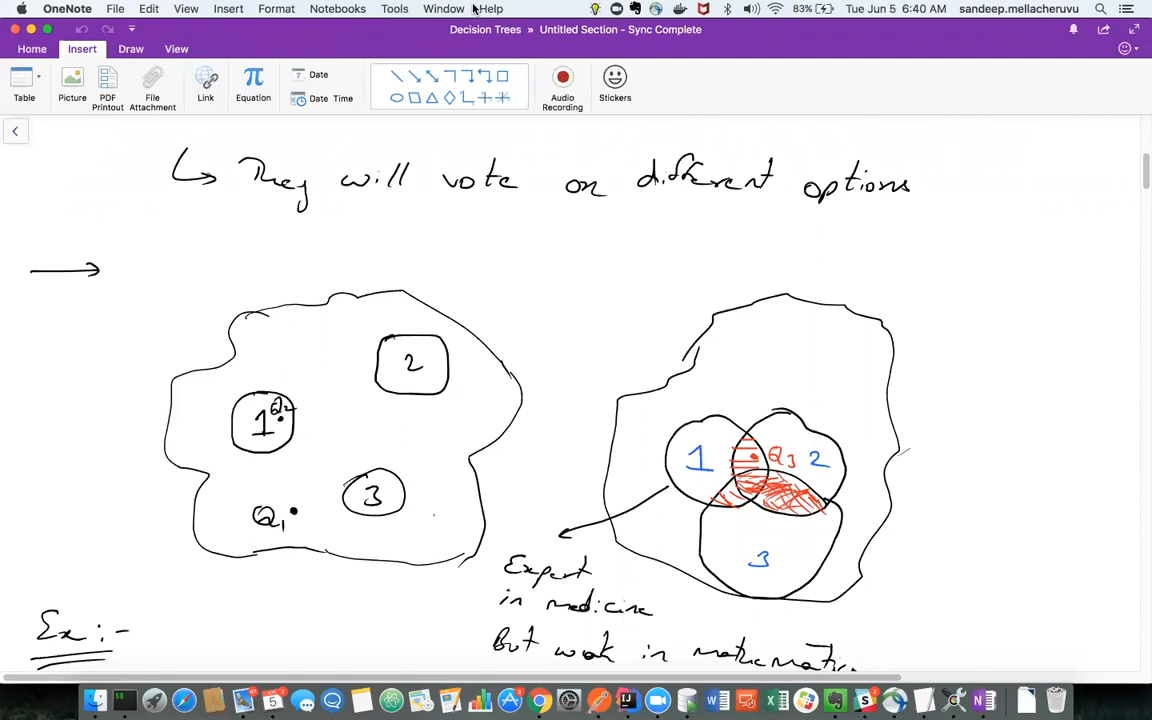 OneNote File Edit View Insert Format Notebooks Tools Window Help 83% Tue Jun 5 6:40 AM sandeep.mellacheruvu
Decision Trees » Untitled Section - Sync Complete
Home Insert Draw View
Table Picture PDF Printout File Attachment Link Equation Date Date Time Audio Recording Stickers
They will vote on different options
2
1 Q2
3
Q1
1 Q3 2
3
Expert
in medicine
But weak in mathematics
Ex:-